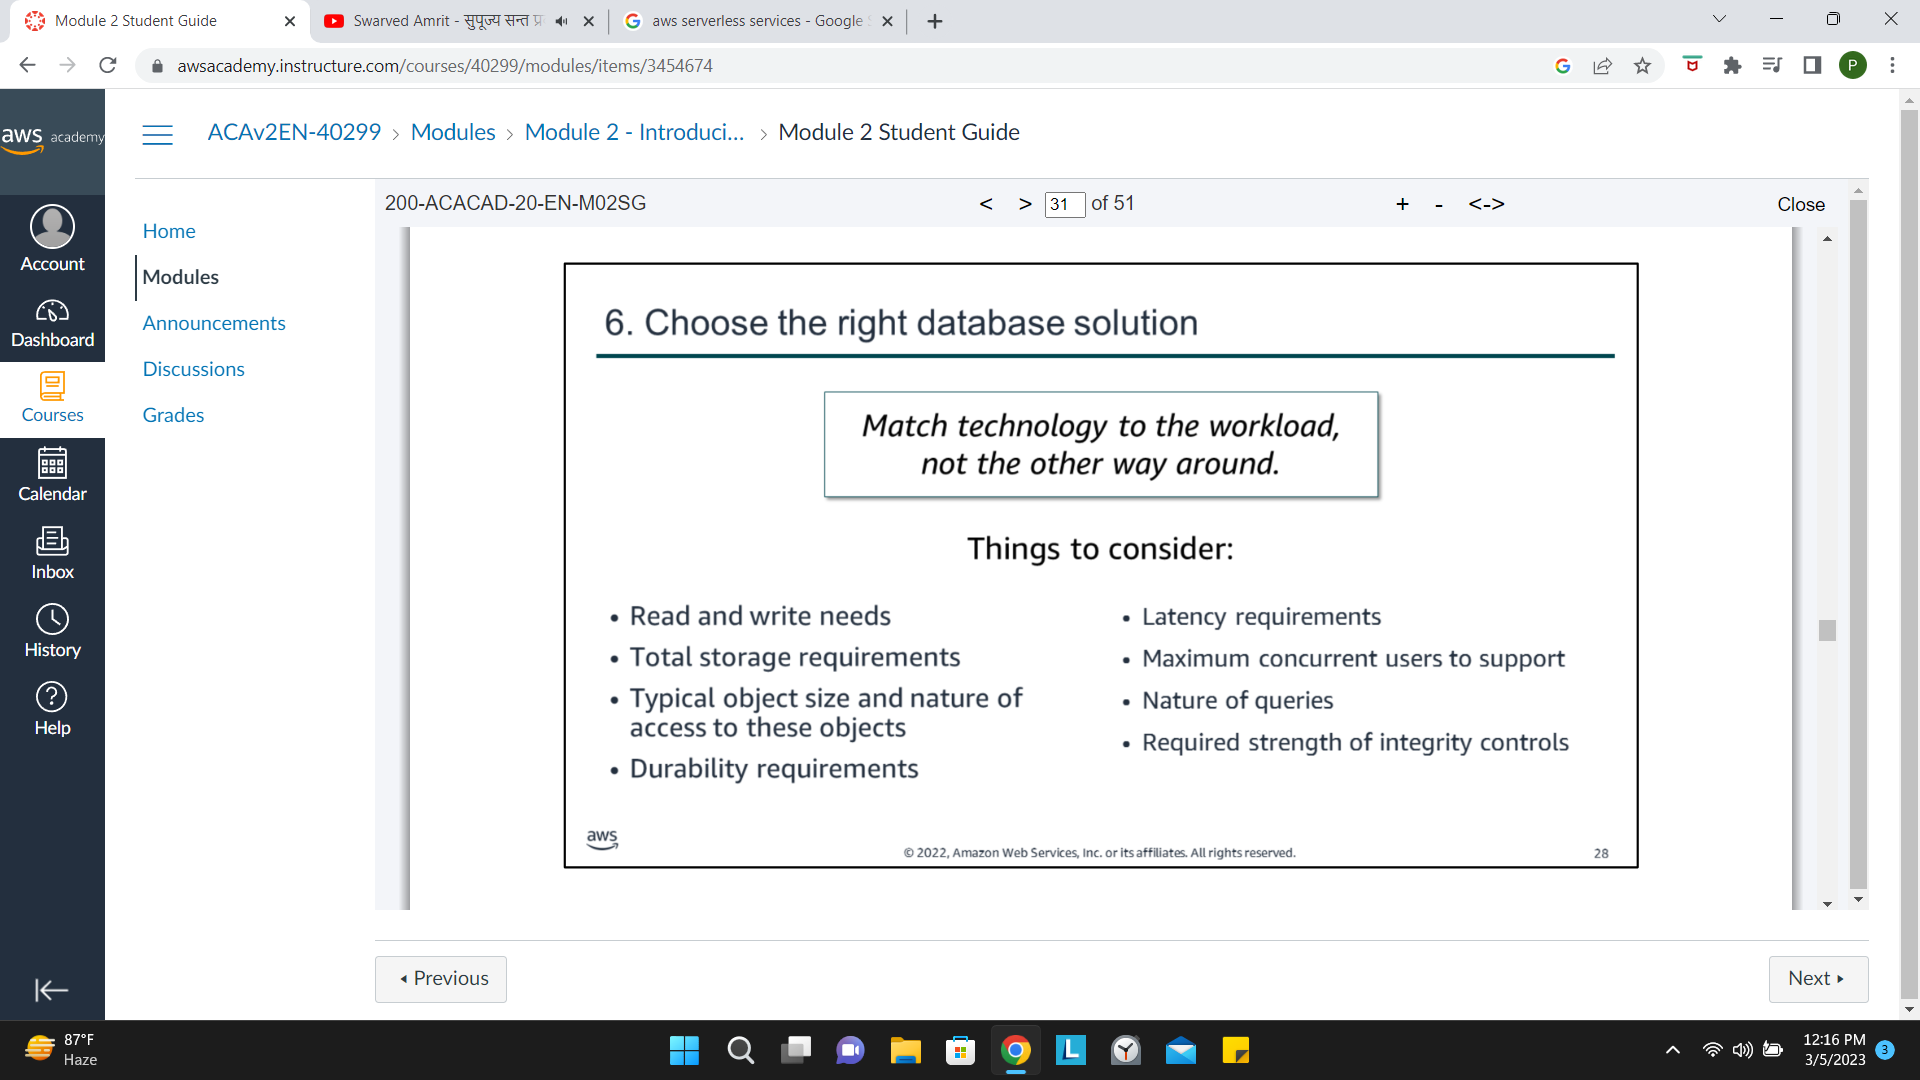 Module 2 Student Guide
Swarved Amrit - सुपूज्य सन्त प्र
aws serverless services - Google
awsacademy.instructure.com/courses/40299/modules/items/3454674
P
aws academy
ACAv2EN-40299 › Modules › Module 2 - Introduci... › Module 2 Student Guide
200-ACACAD-20-EN-M02SG
< > 31 of 51
+ - <->
Close
Account
Dashboard
Courses
Calendar
Inbox
History
Help
Home
Modules
Announcements
Discussions
Grades
6. Choose the right database solution
Match technology to the workload,
not the other way around.
Things to consider:
• Read and write needs
• Total storage requirements
• Typical object size and nature of
access to these objects
• Durability requirements
• Latency requirements
• Maximum concurrent users to support
• Nature of queries
• Required strength of integrity controls
aws
© 2022, Amazon Web Services, Inc. or its affiliates. All rights reserved.
28
Previous
Next
87°F
Haze
L
12:16 PM
3/5/2023
3